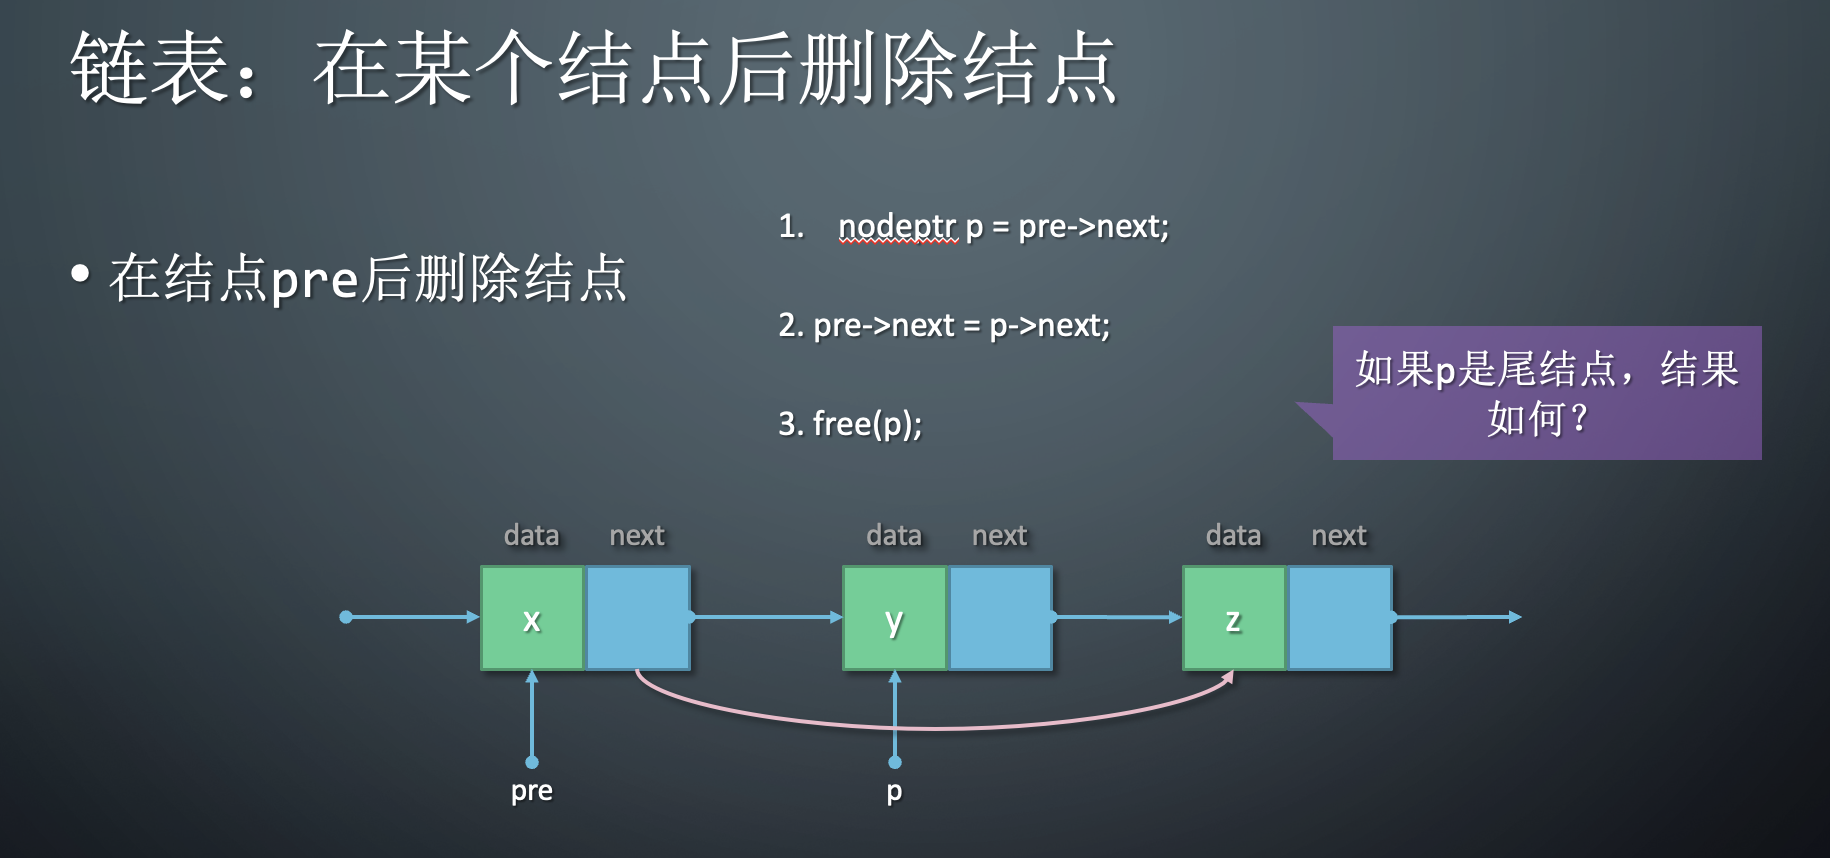 链表：在某个结点后删除结点
• 在结点pre后删除结点
1. nodeptr p = pre->next;
2. pre->next = p->next;
3. free(p);
如果p是尾结点，结果
如何？
data next data next data next
x y z
pre p